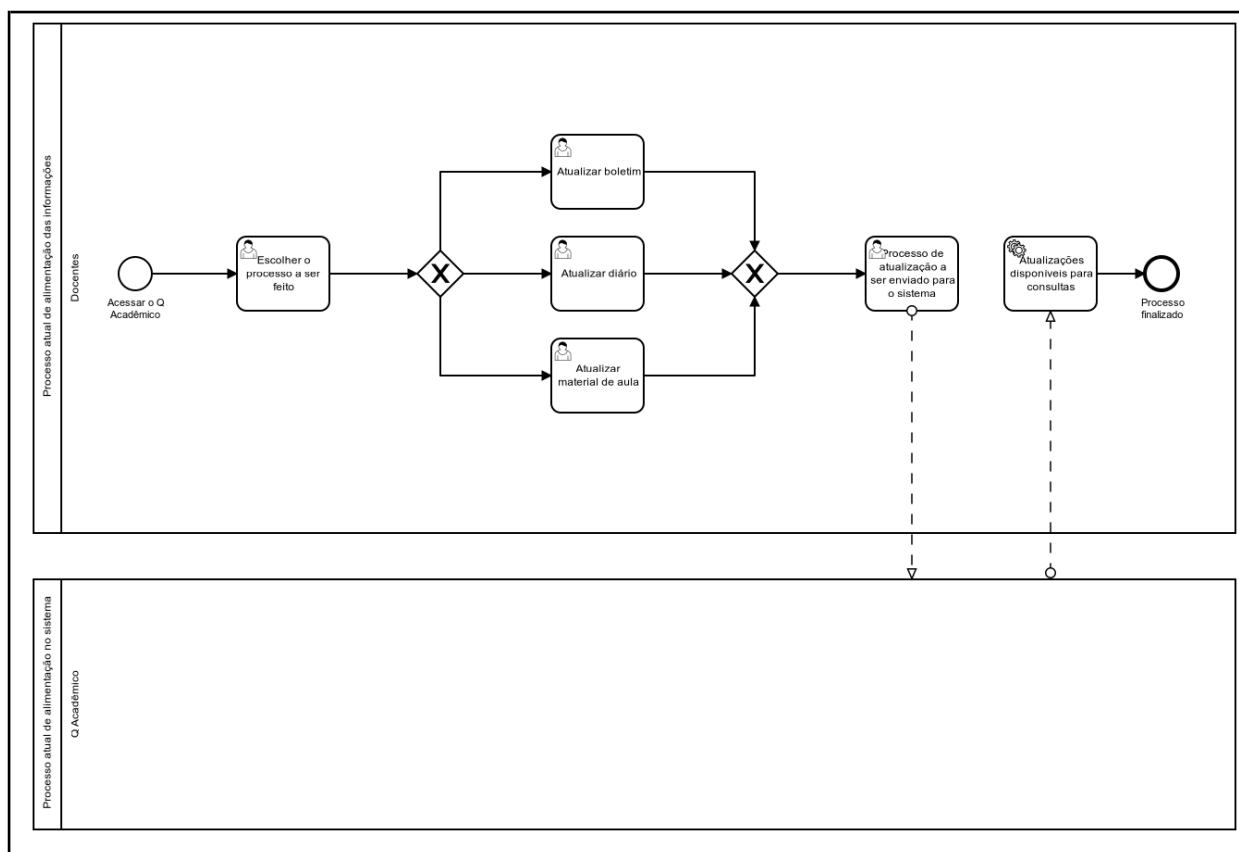 Processo atual de alimentação das informações
Docentes
Acessar o Q
Acadêmico
Escolher o
processo a ser
feito
X
Atualizar boletim
Atualizar diário
Atualizar
material de aula
X
Processo de
atualização a
ser enviado para
o sistema
Atualizações
disponíveis para
consultas
Processo
finalizado
Processo atual de alimentação no sistema
Q Acadêmico